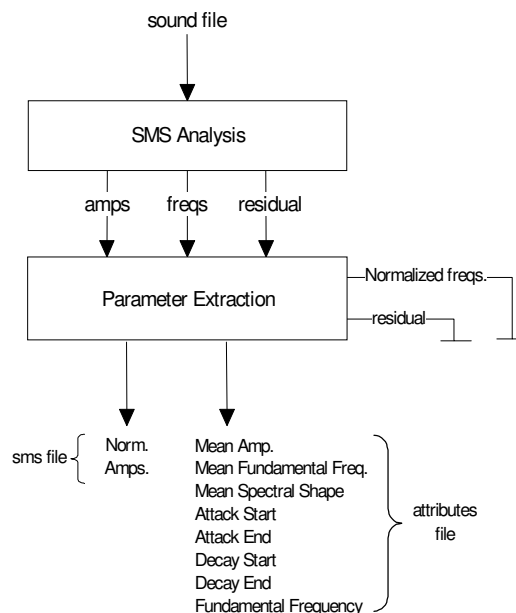 sound file
SMS Analysis
amps
freqs
residual
Parameter Extraction
Normalized freqs.
residual
sms file
Norm.
Amps.
Mean Amp.
Mean Fundamental Freq.
Mean Spectral Shape
Attack Start
Attack End
Decay Start
Decay End
Fundamental Frequency
attributes
file